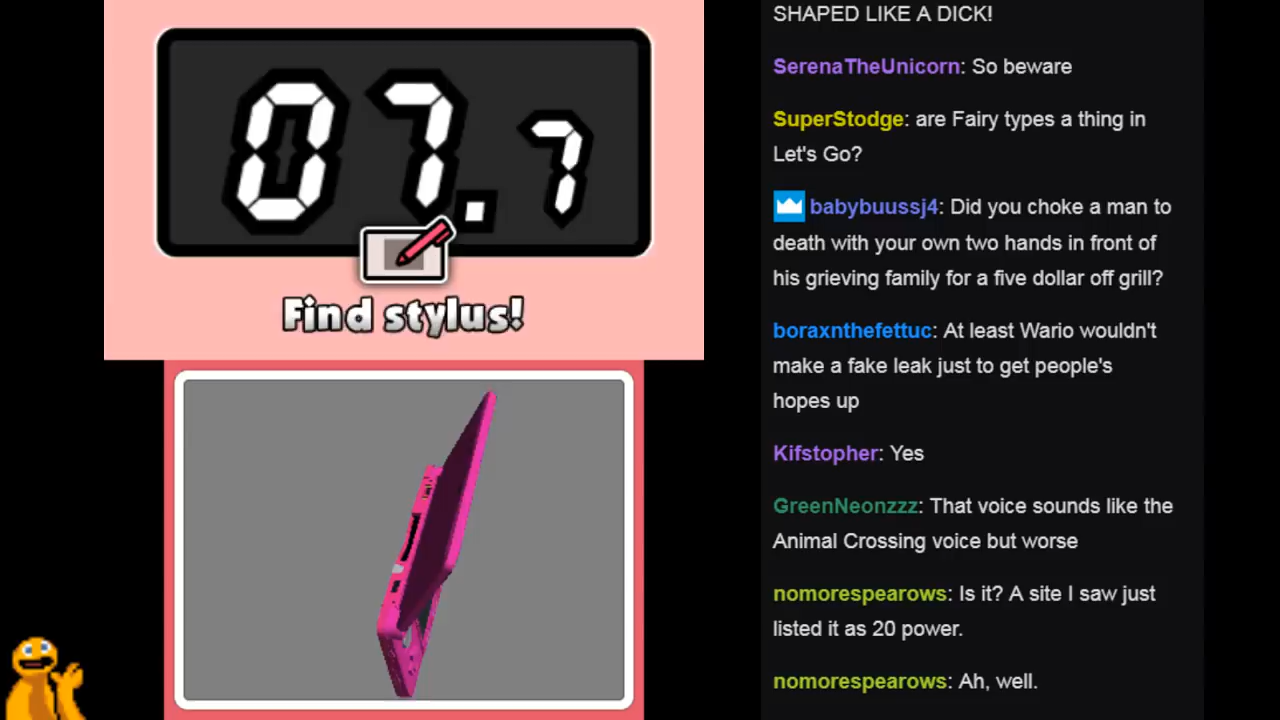 07.7
Find stylus!
SHAPED LIKE A DICK!
SerenaTheUnicorn: So beware
SuperStodge: are Fairy types a thing in
Let's Go?
babybuussj4: Did you choke a man to
death with your own two hands in front of
his grieving family for a five dollar off grill?
boraxnthefettuc: At least Wario wouldn't
make a fake leak just to get people's
hopes up
Kifstopher: Yes
GreenNeonzzz: That voice sounds like the
Animal Crossing voice but worse
nomorespearows: Is it? A site I saw just
listed it as 20 power.
nomorespearows: Ah, well.